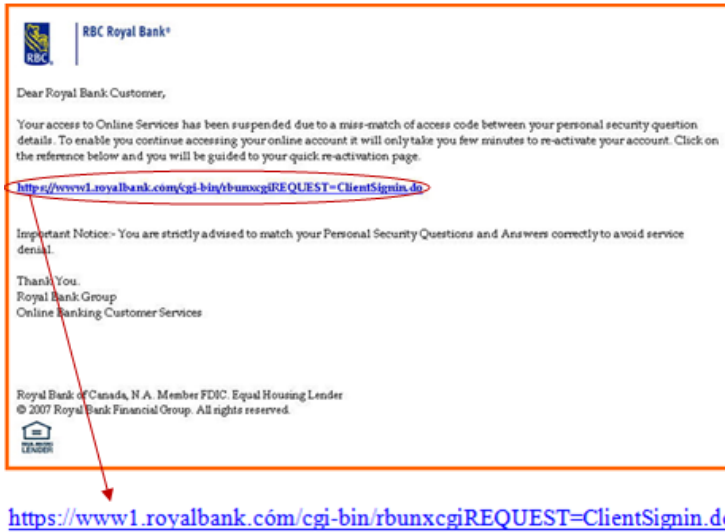 RBC
RBC Royal Bank®
Dear Royal Bank Customer,
Your access to Online Services has been suspended due to a miss-match of access code between your personal security question
details. To enable you continue accessing your online account it will only take you few minutes to re-activate your account. Click on
the reference below and you will be guided to your quick re-activation page.
https://www1.royalbank.com/cgi-bin/rbunxcgiREQUEST=ClientSignin.do
Important Notice:- You are strictly advised to match your Personal Security Questions and Answers correctly to avoid service
denial.
Thank You.
Royal Bank Group
Online Banking Customer Services
Royal Bank of Canada, N.A. Member FDIC. Equal Housing Lender
© 2007 Royal Bank Financial Group. All rights reserved.
LENDER
https://www1.royalbank.cóm/cgi-bin/rbunxcgiREQUEST=ClientSignin.d